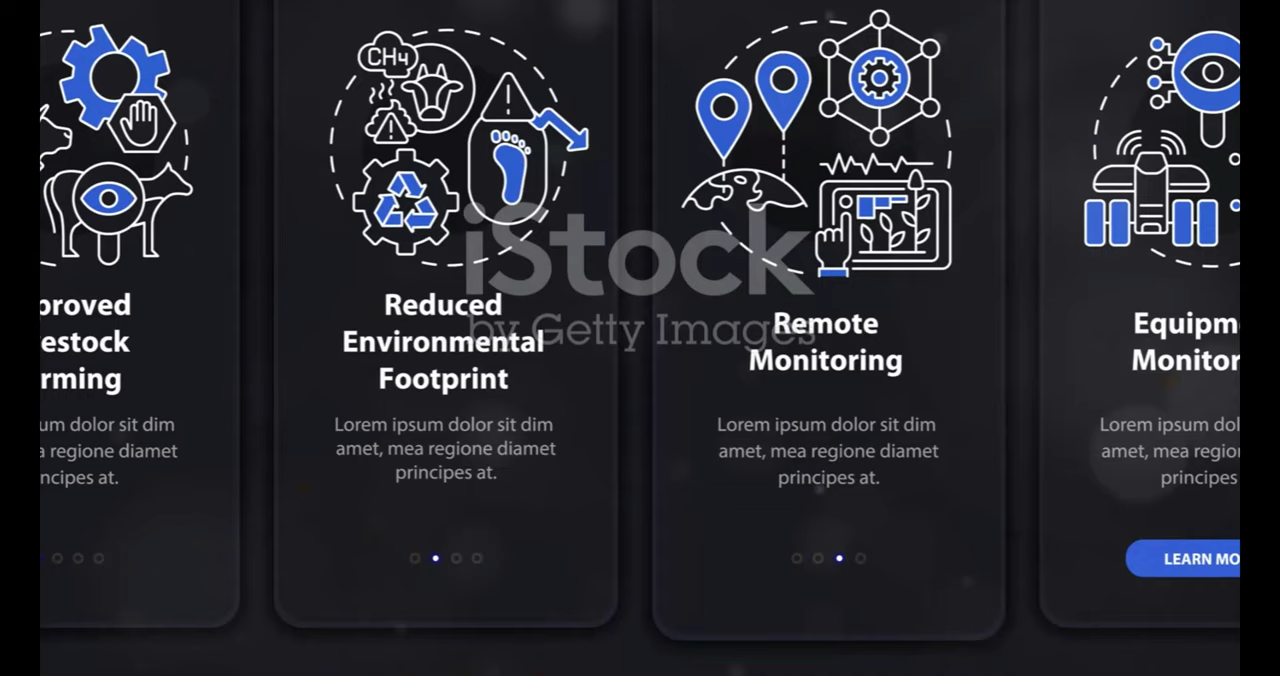 proved
estock
rming
um dolor sit dim
a regione diamet
ncipes at.
CH4
Reduced
Environmental
Footprint
Lorem ipsum dolor sit dim
amet, mea regione diamet
principes at.
iStock
by Getty Images
Remote
Monitoring
Lorem ipsum dolor sit dim
amet, mea regione diamet
principes at.
Equipm
Monitor
Lorem ipsum dol
amet, mea regior
principes
LEARN MO